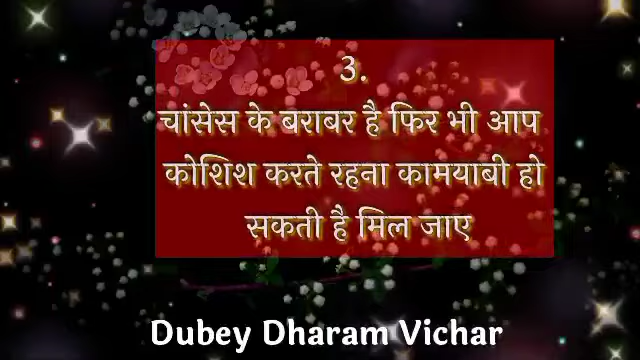 3.
चांसेस के बराबर है फिर भी आप
कोशिश करते रहना कामयाबी हो
सकती है मिल जाए
Dubey Dharam Vichar